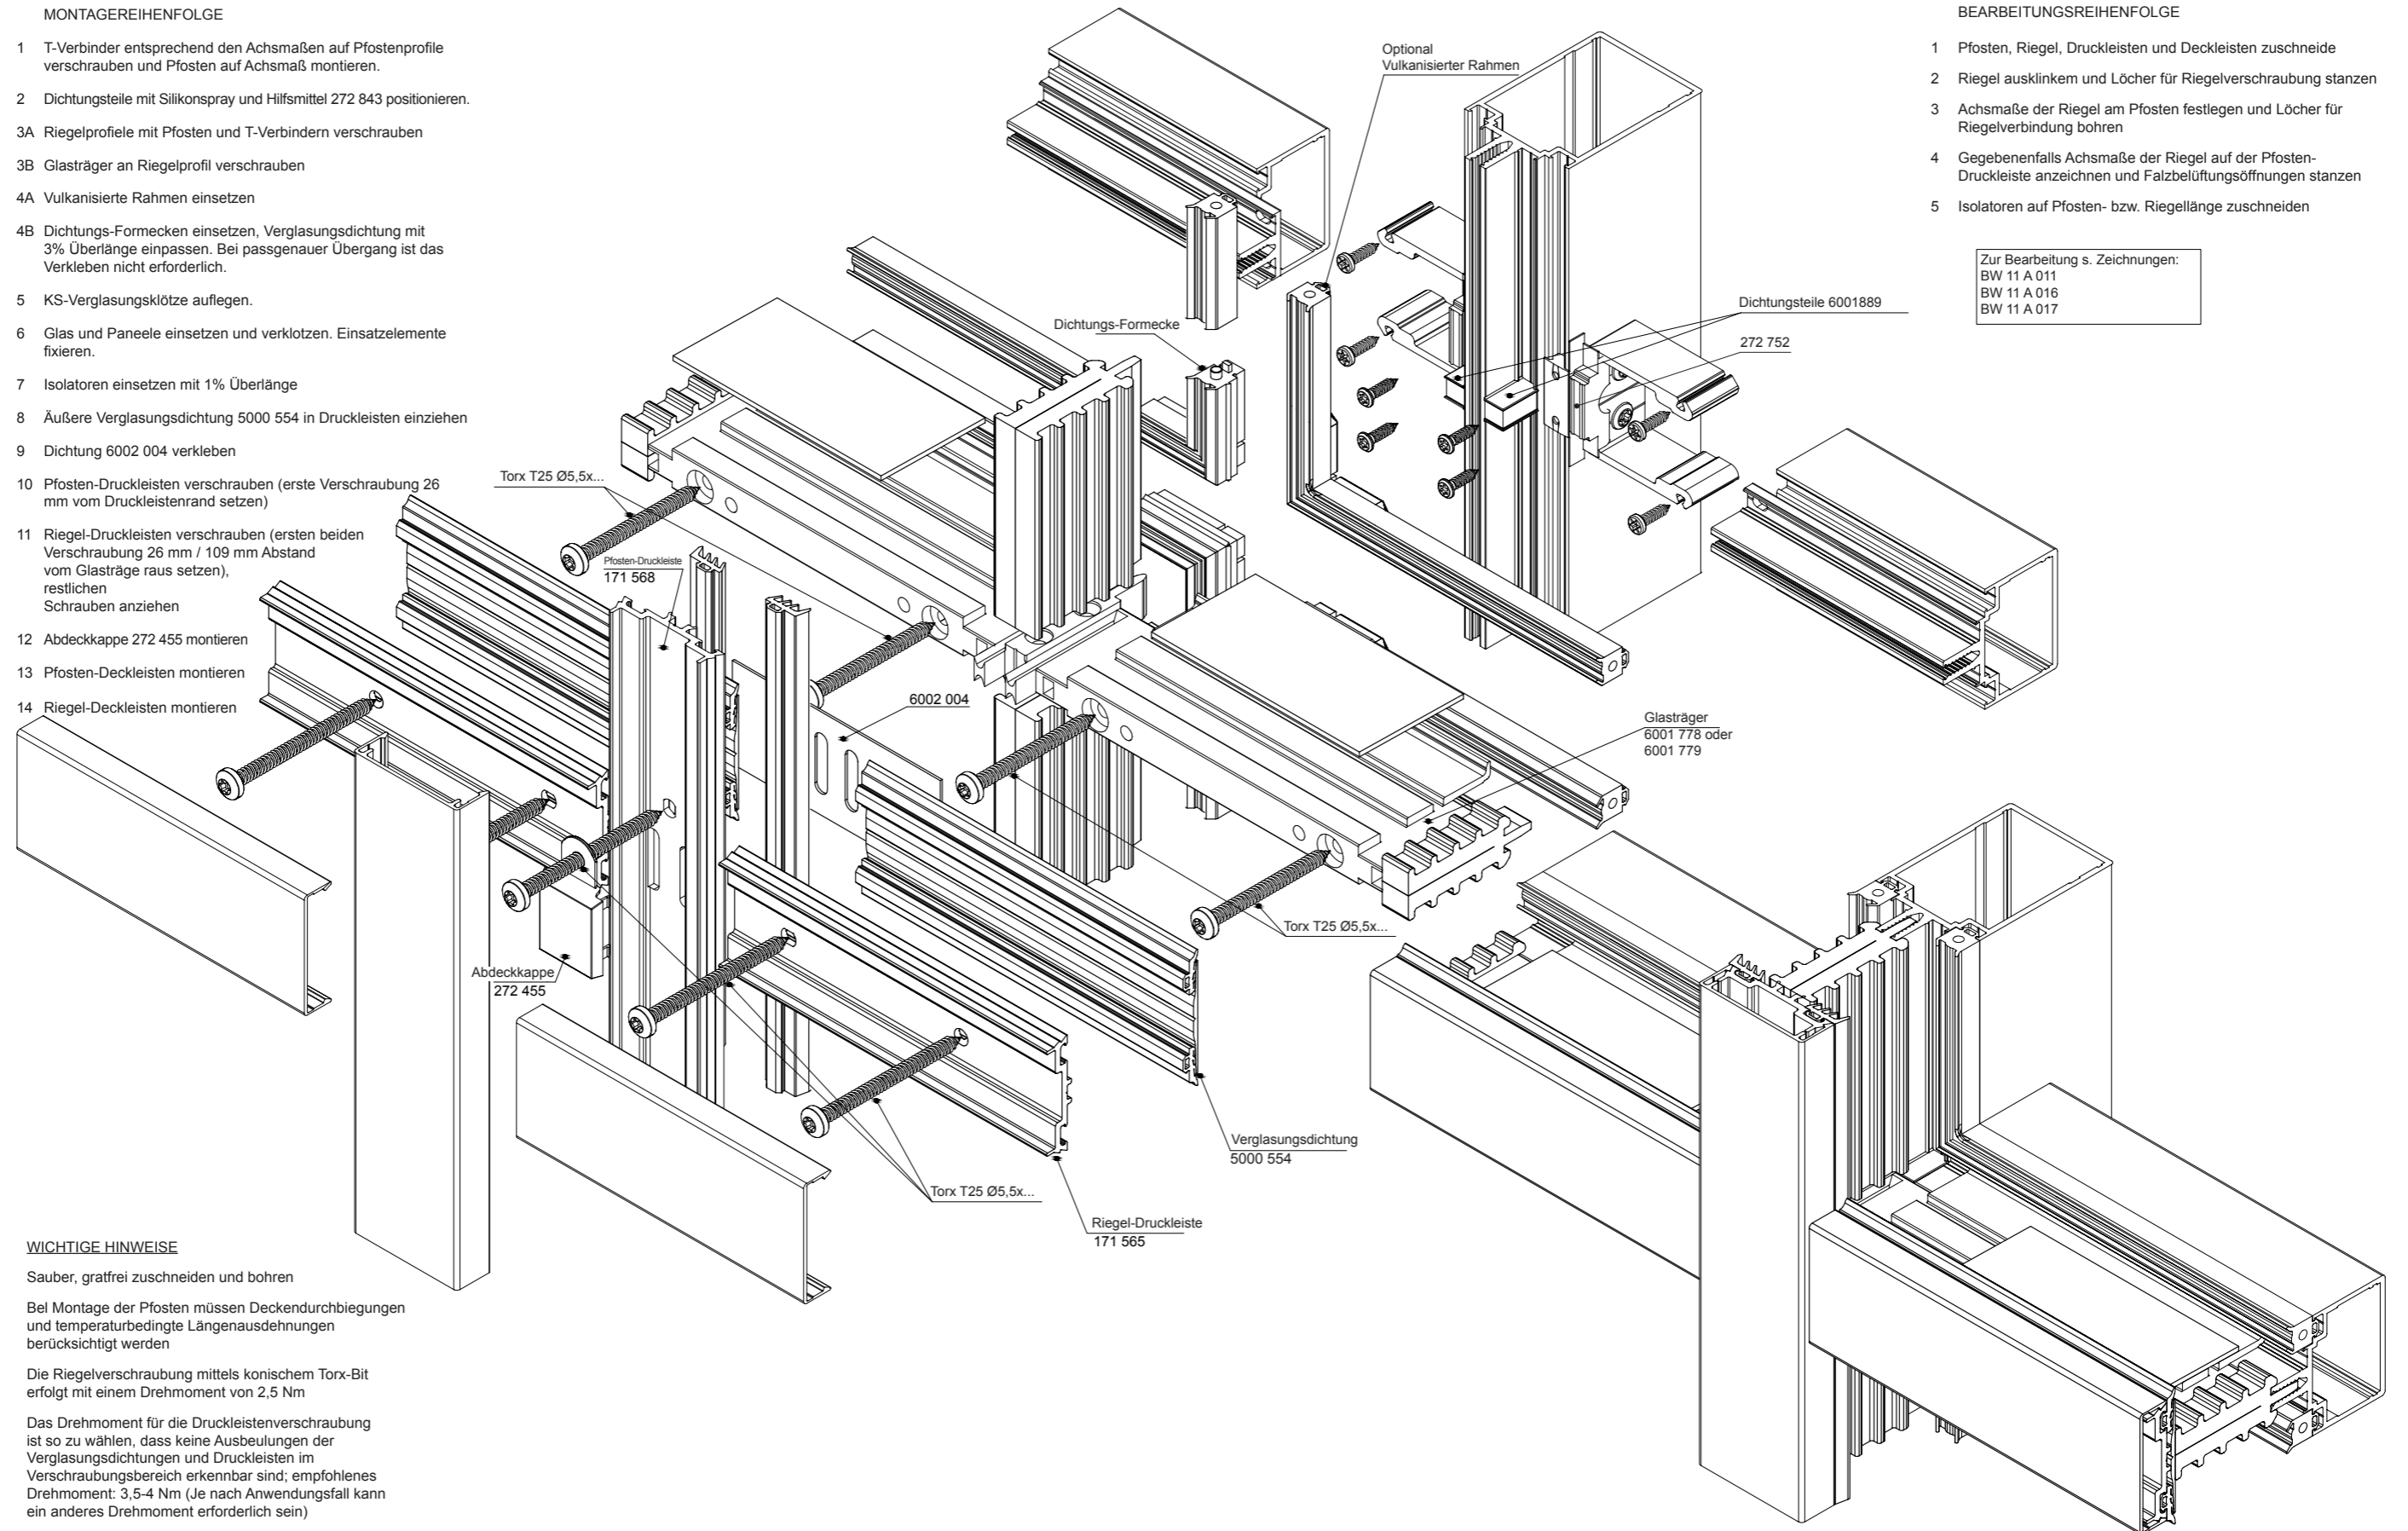 MONTAGEREIHENFOLGE
1 T-Verbinder entsprechend den Achsmaßen auf Pfostenprofile
verschrauben und Pfosten auf Achsmaß montieren.
2 Dichtungsteile mit Silikonspray und Hilfsmittel 272 843 positionieren.
3A Riegelprofiele mit Pfosten und T-Verbindern verschrauben
3B Glasträger an Riegelprofil verschrauben
4A Vulkanisierte Rahmen einsetzen
4B Dichtungs-Formecken einsetzen, Verglasungsdichtung mit
3% Überlänge einpassen. Bei passgenauer Übergang ist das
Verkleben nicht erforderlich.
5 KS-Verglasungsklötze auflegen.
6 Glas und Paneele einsetzen und verklotzen. Einsatzelemente
fixieren.
7 Isolatoren einsetzen mit 1% Überlänge
8 Äußere Verglasungsdichtung 5000 554 in Druckleisten einziehen
9 Dichtung 6002 004 verkleben
10 Pfosten-Druckleisten verschrauben (erste Verschraubung 26
mm vom Druckleistenrand setzen)
11 Riegel-Druckleisten verschrauben (ersten beiden
Verschraubung 26 mm / 109 mm Abstand
vom Glasträge raus setzen),
restlichen
Schrauben anziehen
12 Abdeckkappe 272 455 montieren
13 Pfosten-Deckleisten montieren
14 Riegel-Deckleisten montieren
BEARBEITUNGSREIHENFOLGE
1 Pfosten, Riegel, Druckleisten und Deckleisten zuschneide
2 Riegel ausklinkem und Löcher für Riegelverschraubung stanzen
3 Achsmaße der Riegel am Pfosten festlegen und Löcher für
Riegelverbindung bohren
4 Gegebenenfalls Achsmaße der Riegel auf der Pfosten-
Druckleiste anzeichnen und Falzbelüftungsöffnungen stanzen
5 Isolatoren auf Pfosten- bzw. Riegellänge zuschneiden
Zur Bearbeitung s. Zeichnungen:
BW 11 A 011
BW 11 A 016
BW 11 A 017
Optional
Vulkanisierter Rahmen
Dichtungsteile 6001889
Dichtungs-Formecke
272 752
Torx T25 Ø5,5x...
Pfosten-Druckleiste
171 568
6002 004
Glasträger
6001 778 oder
6001 779
Torx T25 Ø5,5x...
Abdeckkappe
272 455
Verglasungsdichtung
5000 554
Torx T25 Ø5,5x...
Riegel-Druckleiste
171 565
WICHTIGE HINWEISE
Sauber, gratfrei zuschneiden und bohren
Bel Montage der Pfosten müssen Deckendurchbiegungen
und temperaturbedingte Längenausdehnungen
berücksichtigt werden
Die Riegelverschraubung mittels konischem Torx-Bit
erfolgt mit einem Drehmoment von 2,5 Nm
Das Drehmoment für die Druckleistenverschraubung
ist so zu wählen, dass keine Ausbeulungen der
Verglasungsdichtungen und Druckleisten im
Verschraubungsbereich erkennbar sind; empfohlenes
Drehmoment: 3,5-4 Nm (Je nach Anwendungsfall kann
ein anderes Drehmoment erforderlich sein)